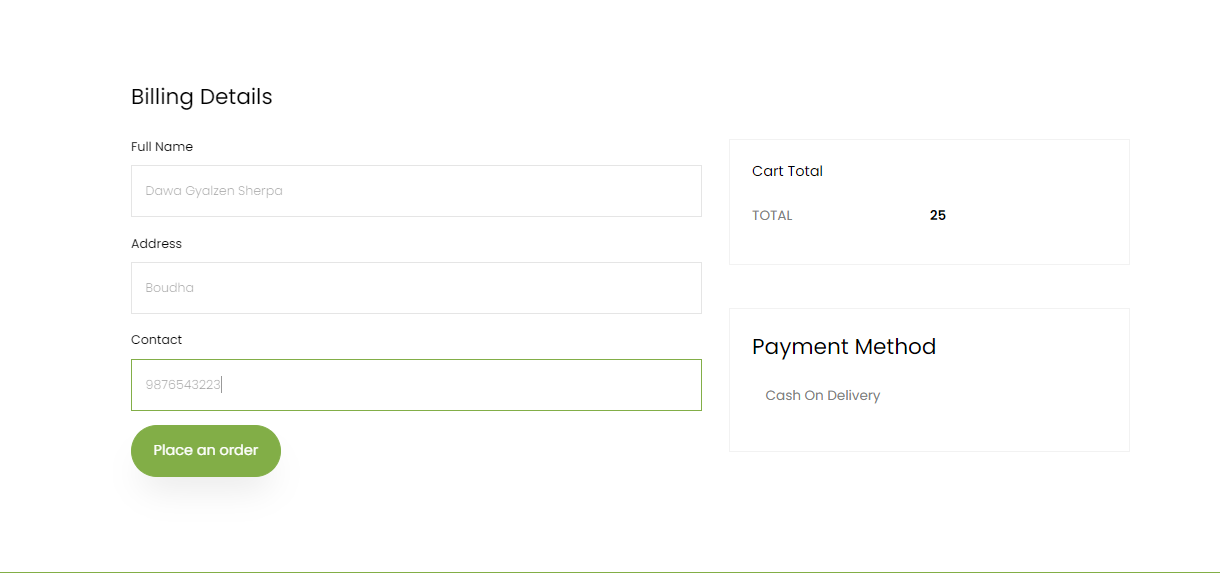 Billing Details
Full Name
Dawa Gyalzen Sherpa
Address
Boudha
Contact
9876543223
Place an order
Cart Total
TOTAL 25
Payment Method
Cash On Delivery